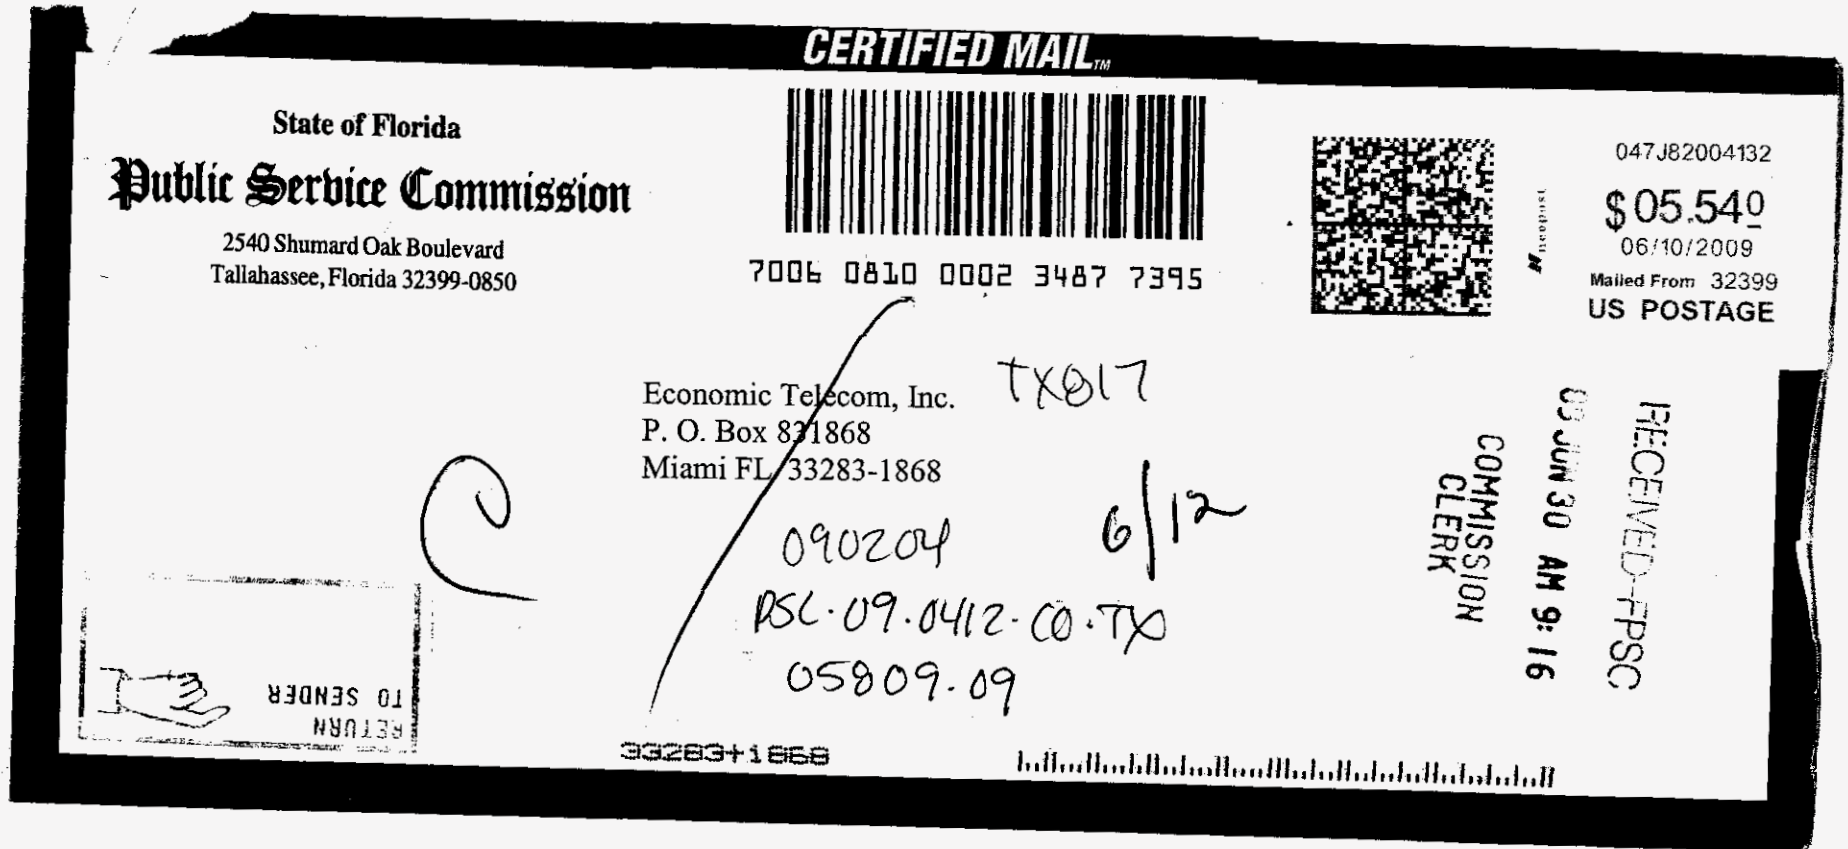 CERTIFIED MAIL™
State of Florida
Public Service Commission
2540 Shumard Oak Boulevard
Tallahassee, Florida 32399-0850
7006 0810 0002 3487 7395
neopost
047J82004132
$05.540
06/10/2009
Mailed From 32399
US POSTAGE
Economic Telecom, Inc.
P. O. Box 831868
Miami FL 33283-1868
TX817
090204
6/12
PSC·09·0412·CO·TX
05809·09
RECEIVED-FPSC
09 JUN 30 AM 9:16
COMMISSION
CLERK
RETURN
TO SENDER
33283+1868